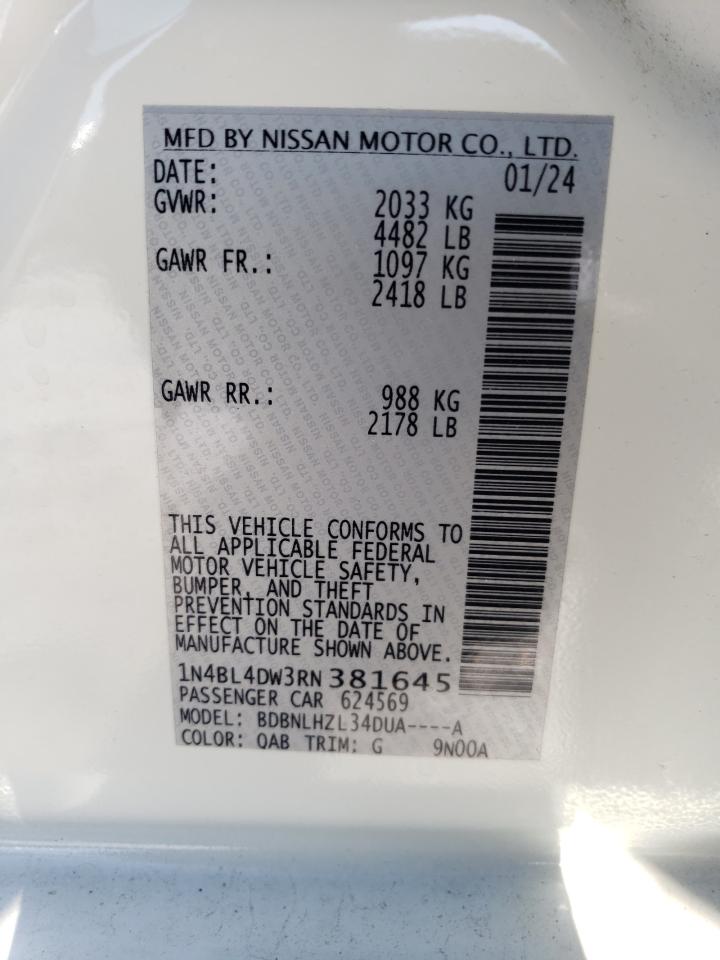 MFD BY NISSAN MOTOR CO., LTD.
DATE: 01/24
GVWR: 2033 KG
4482 LB
GAWR FR.: 1097 KG
2418 LB
GAWR RR.: 988 KG
2178 LB
THIS VEHICLE CONFORMS TO
ALL APPLICABLE FEDERAL
MOTOR VEHICLE SAFETY,
BUMPER, AND THEFT
PREVENTION STANDARDS IN
EFFECT ON THE DATE OF
MANUFACTURE SHOWN ABOVE.
1N4BL4DW3RN381645
PASSENGER CAR 624569
MODEL: BDBNLHZL34DUA----A
COLOR: QAB TRIM: G 9N00A